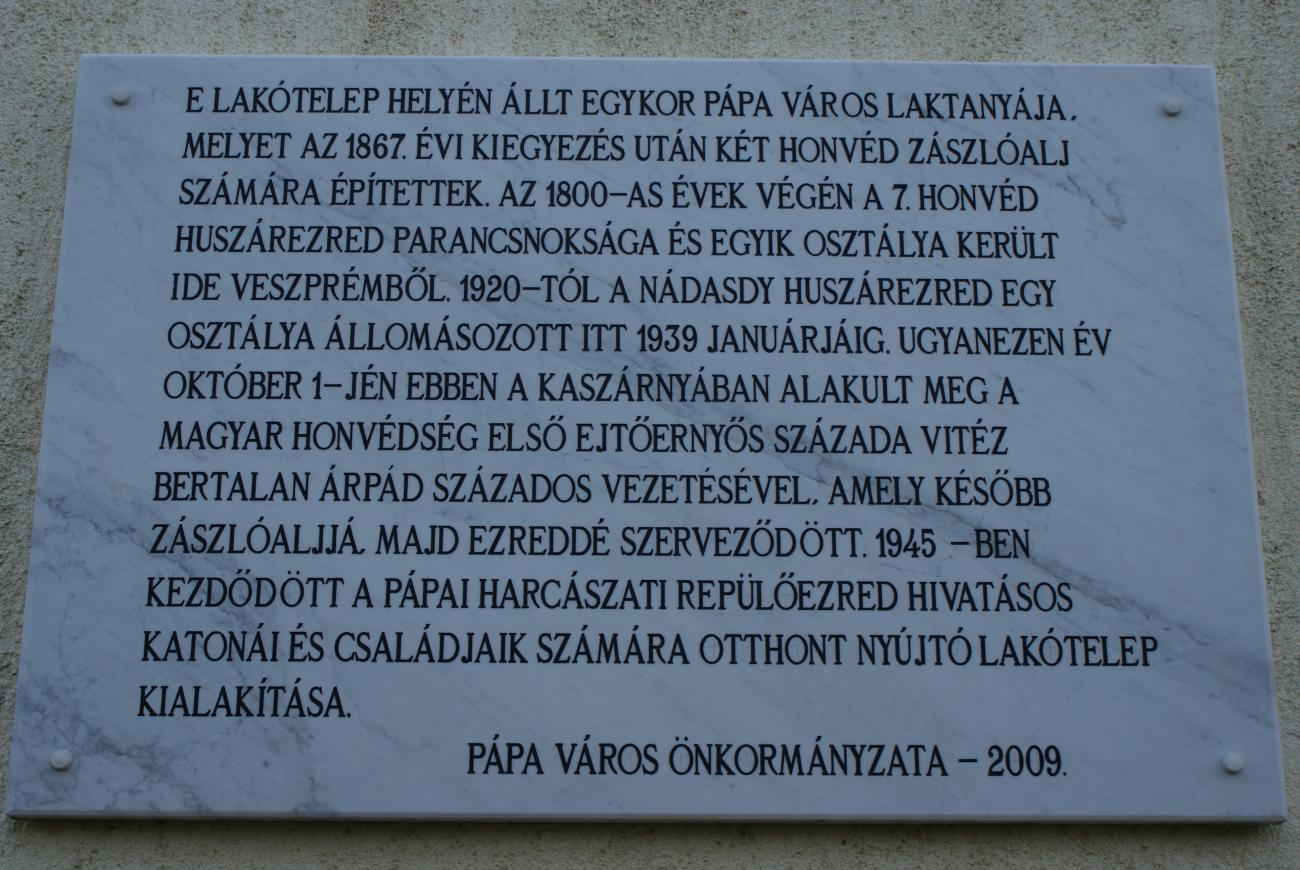 E LAKÓTELEP HELYÉN ÁLLT EGYKOR PÁPA VÁROS LAKTANYÁJA,
MELYET AZ 1867. ÉVI KIEGYEZÉS UTÁN KÉT HONVÉD ZÁSZLÓALJ
SZÁMÁRA ÉPÍTETTEK. AZ 1800-AS ÉVEK VÉGÉN A 7. HONVÉD
HUSZÁREZRED PARANCSNOKSÁGA ÉS EGYIK OSZTÁLYA KERÜLT
IDE VESZPRÉMBŐL. 1920-TÓL A NÁDASDY HUSZÁREZRED EGY
OSZTÁLYA ÁLLOMÁSOZOTT ITT 1939 JANUÁRJÁIG. UGYANEZEN ÉV
OKTÓBER 1-JÉN EBBEN A KASZÁRNYÁBAN ALAKULT MEG A
MAGYAR HONVÉDSÉG ELSŐ EJTŐERNYŐS SZÁZADA VITÉZ
BERTALAN ÁRPÁD SZÁZADOS VEZETÉSÉVEL, AMELY KÉSŐBB
ZÁSZLÓALJJÁ, MAJD EZREDDÉ SZERVEZŐDÖTT. 1945 -BEN
KEZDŐDÖTT A PÁPAI HARCÁSZATI REPÜLŐEZRED HIVATÁSOS
KATONÁI ÉS CSALÁDJAIK SZÁMÁRA OTTHONT NYÚJTÓ LAKÓTELEP
KIALAKÍTÁSA.
PÁPA VÁROS ÖNKORMÁNYZATA - 2009.